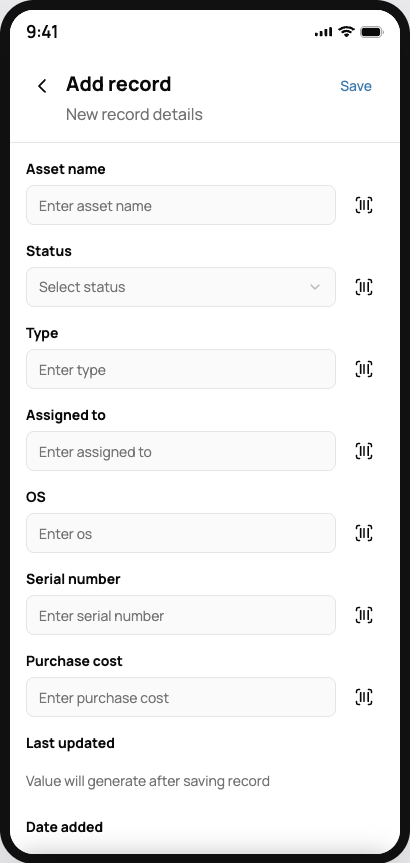 9:41
Add record
Save
New record details
Asset name
Enter asset name
Status
Select status
Type
Enter type
Assigned to
Enter assigned to
OS
Enter os
Serial number
Enter serial number
Purchase cost
Enter purchase cost
Last updated
Value will generate after saving record
Date added